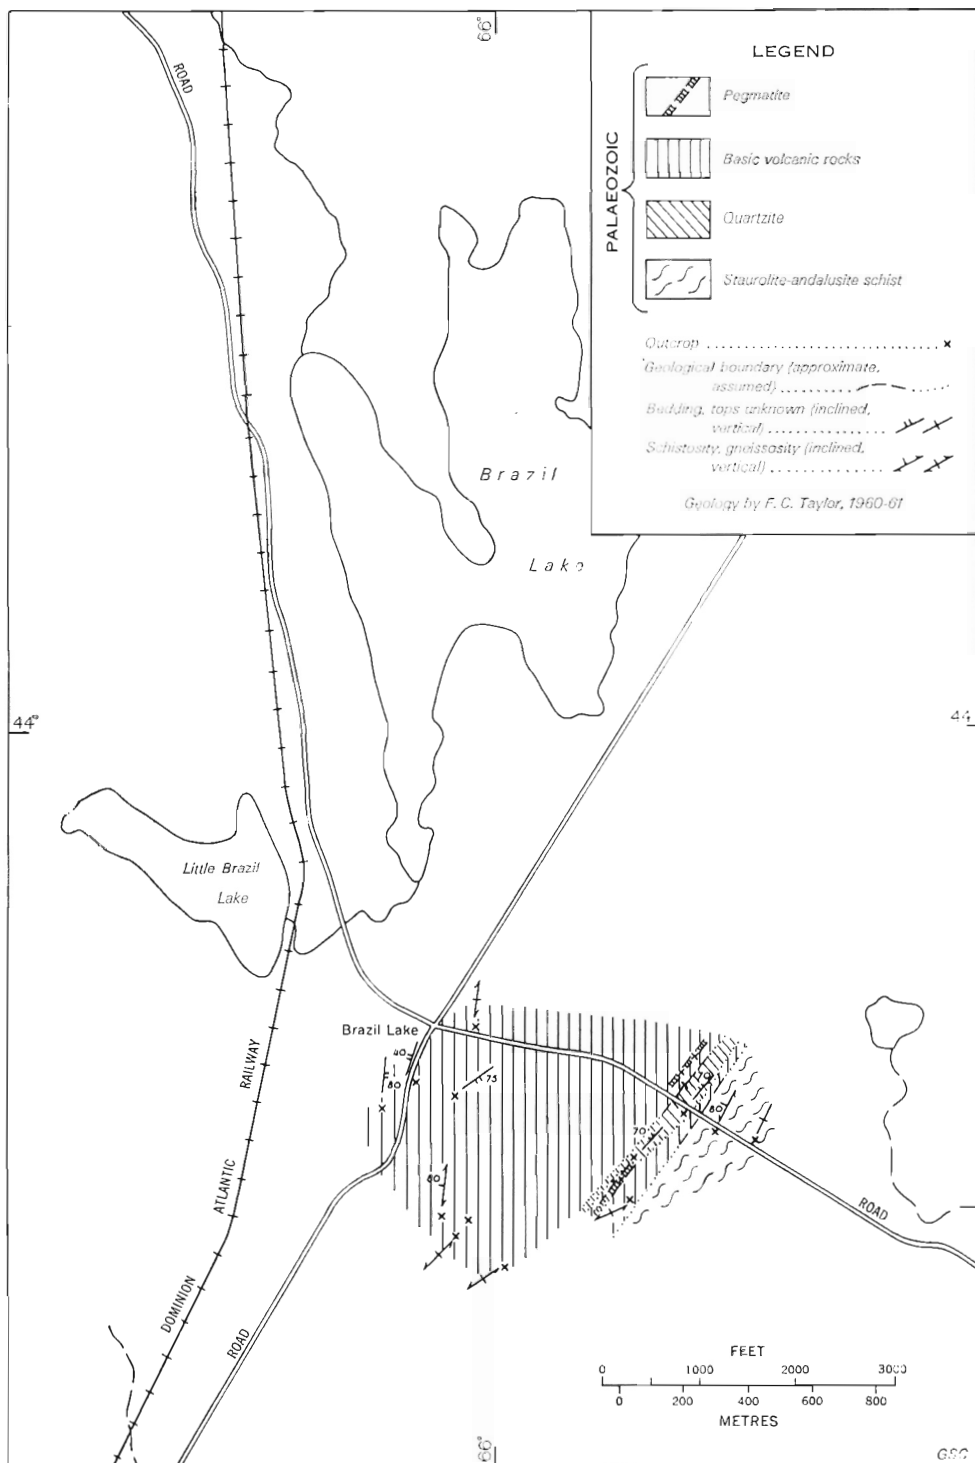 66°
LEGEND
PALAEOZOIC
Pegmatite
Basic volcanic rocks
Quartzite
Staurolite-andalusite schist
Outcrop
Geological boundary (approximate,
assumed)
Bedding, tops unknown (inclined,
vertical)
Schistosity, gneissosity (inclined,
vertical)
Geology by F. C. Taylor, 1960-61
ROAD
Brazil
Lake
44°
44
Little Brazil
Lake
Brazil Lake
40
80
75
70
80
70
80
RAILWAY
ATLANTIC
DOMINION
ROAD
ROAD
FEET
0 1000 2000 3000
0 200 400 600 800
METRES
66°
GSC